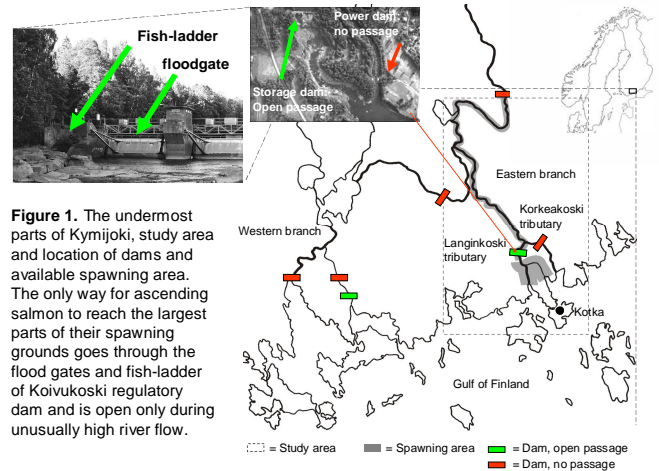 Fish-ladder
floodgate
Power dam:
no passage
Storage dam:
Open passage
Eastern branch
Korkeakoski
tributary
Western branch
Langinkoski
tributary
Kotka
Gulf of Finland
Figure 1. The undermost
parts of Kymijoki, study area
and location of dams and
available spawning area.
The only way for ascending
salmon to reach the largest
parts of their spawning
grounds goes through the
flood gates and fish-ladder
of Koivukoski regulatory
dam and is open only during
unusually high river flow.
= Study area
= Spawning area
= Dam, open passage
= Dam, no passage